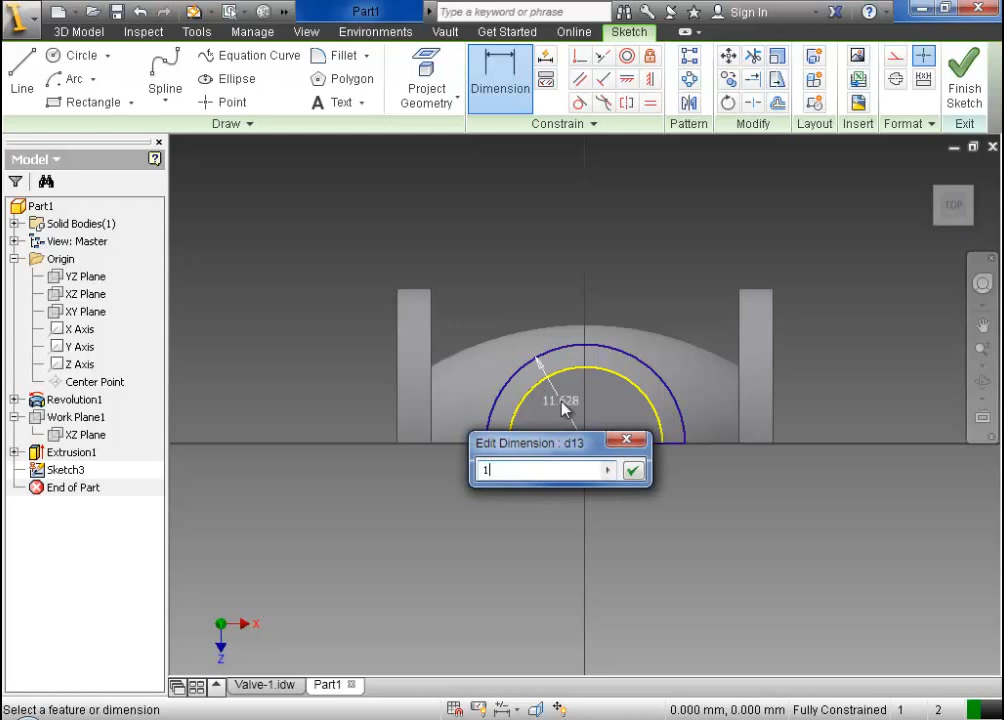 Part1
Type a keyword or phrase
Sign In
3D Model
Inspect
Tools
Manage
View
Environments
Vault
Get Started
Online
Sketch
Line
Circle
Arc
Rectangle
Spline
Equation Curve
Ellipse
Point
Fillet
Polygon
Text
Project
Geometry
Dimension
Finish
Sketch
Draw
Constrain
Pattern
Modify
Layout
Insert
Format
Exit
Model
Part1
Solid Bodies(1)
View: Master
Origin
YZ Plane
XZ Plane
XY Plane
X Axis
Y Axis
Z Axis
Center Point
Revolution1
Work Plane1
XZ Plane
Extrusion1
Sketch3
End of Part
TOP
11.628
Edit Dimension : d13
1
X
Z
Valve-1.idw
Part1
Select a feature or dimension
0.000 mm, 0.000 mm
Fully Constrained
1
2